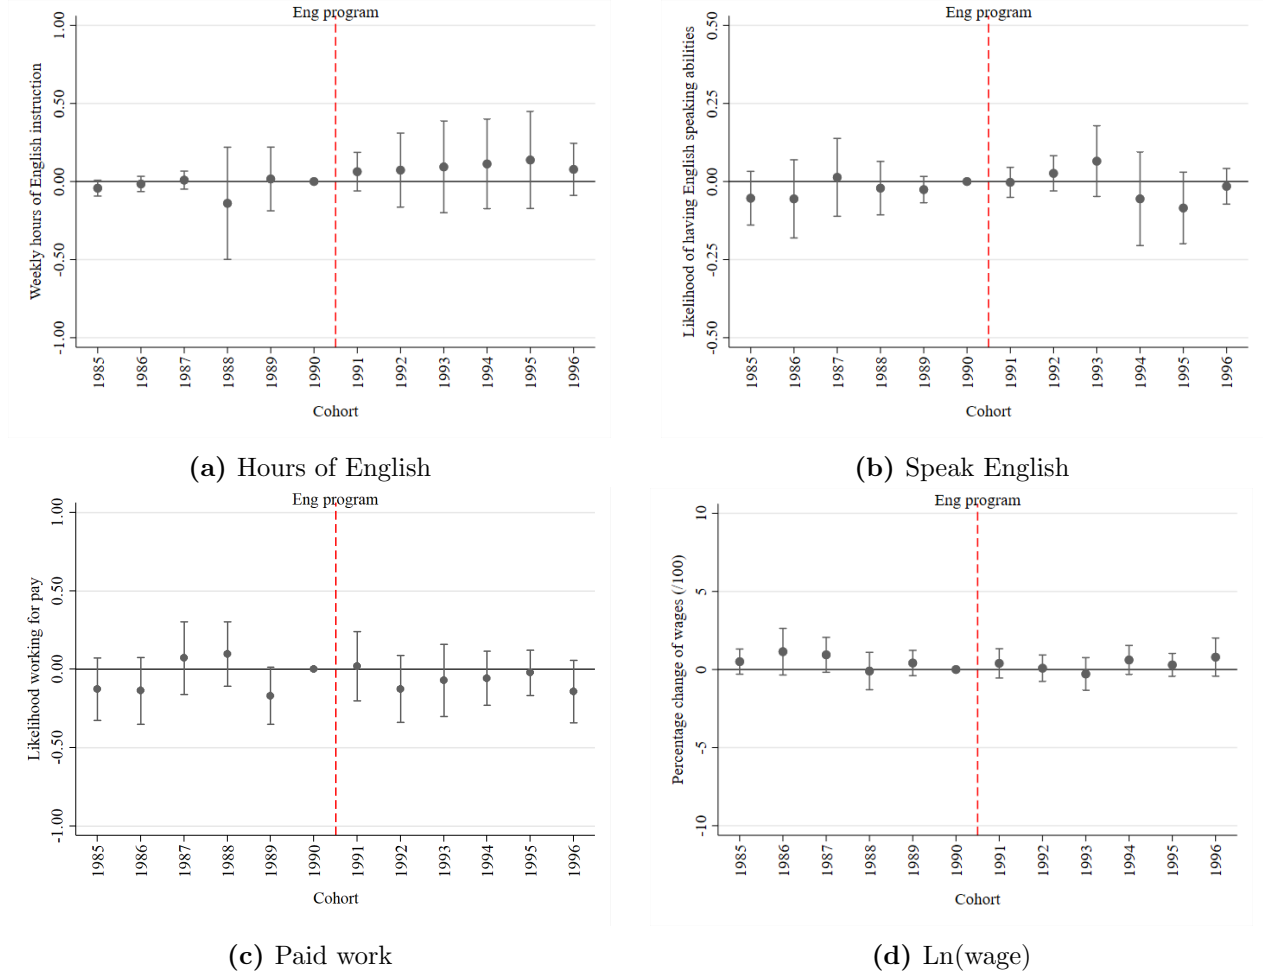 Eng program
Weekly hours of English instruction
1.00
0.50
0.00
-0.50
-1.00
1985 1986 1987 1988 1989 1990 1991 1992 1993 1994 1995 1996
Cohort
(a) Hours of English
Eng program
Likelihood of having English speaking abilities
0.50
0.25
0.00
-0.25
-0.50
1985 1986 1987 1988 1989 1990 1991 1992 1993 1994 1995 1996
Cohort
(b) Speak English
Eng program
Likelihood working for pay
1.00
0.50
0.00
-0.50
-1.00
1985 1986 1987 1988 1989 1990 1991 1992 1993 1994 1995 1996
Cohort
(c) Paid work
Eng program
Percentage change of wages (/100)
10
5
0
-5
-10
1985 1986 1987 1988 1989 1990 1991 1992 1993 1994 1995 1996
Cohort
(d) Ln(wage)